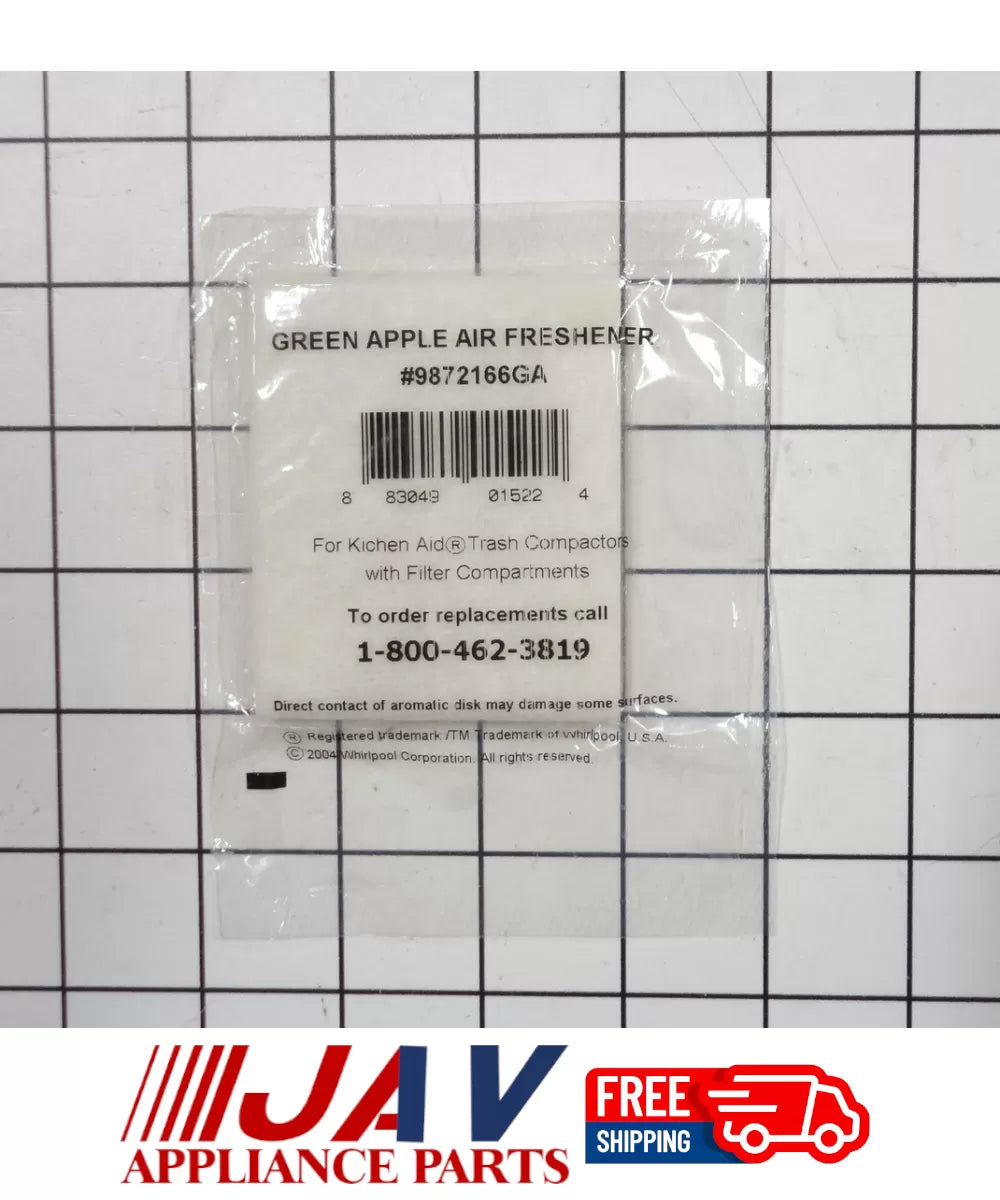 GREEN APPLE AIR FRESHENER
#9872166GA
8 83049 01522 4
For Kichen Aid® Trash Compactors
with Filter Compartments
To order replacements call
1-800-462-3819
Direct contact of aromatic disk may damage some surfaces.
® Registered trademark /TM Trademark of Whirlpool, U.S.A.
© 2004 Whirlpool Corporation. All rights reserved.
JAV
APPLIANCE PARTS
FREE
SHIPPING